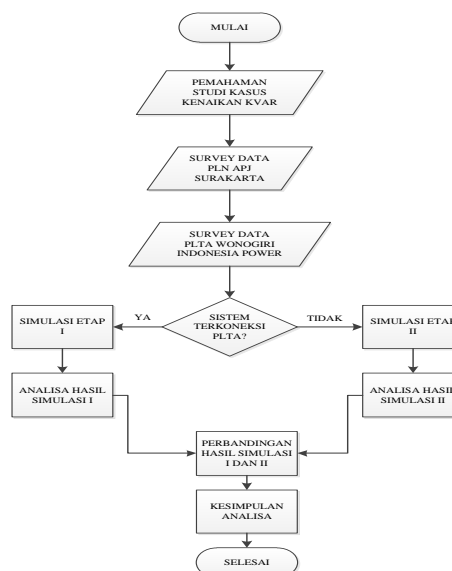 MULAI
PEMAHAMAN
STUDI KASUS
KENAIKAN KVAR
SURVEY DATA
PLN APJ
SURAKARTA
SURVEY DATA
PLTA WONOGIRI
INDONESIA POWER
SISTEM
TERKONEKSI
PLTA?
YA
TIDAK
SIMULASI ETAP
I
SIMULASI ETAP
II
ANALISA HASIL
SIMULASI I
ANALISA HASIL
SIMULASI II
PERBANDINGAN
HASIL SIMULASI
I DAN II
KESIMPULAN
ANALISA
SELESAI